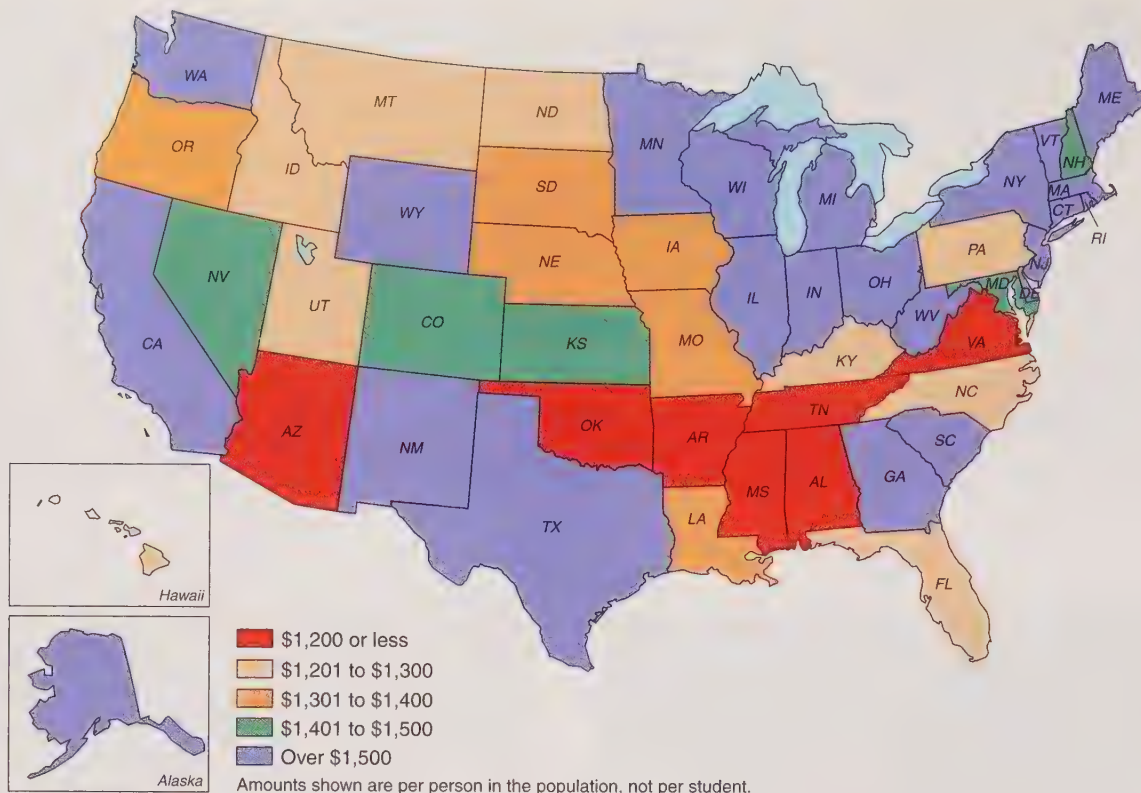 WA
MT
ND
MN
ME
OR
ID
SD
WI
MI
VT
NH
NY
MA
CT
RI
WY
IA
PA
NE
NJ
NV
UT
IL
IN
OH
MD
DE
CO
WV
VA
CA
KS
MO
KY
NC
TN
AZ
OK
AR
SC
NM
MS
AL
GA
LA
TX
FL
Hawaii
Alaska
$1,200 or less
$1,201 to $1,300
$1,301 to $1,400
$1,401 to $1,500
Over $1,500
Amounts shown are per person in the population, not per student.